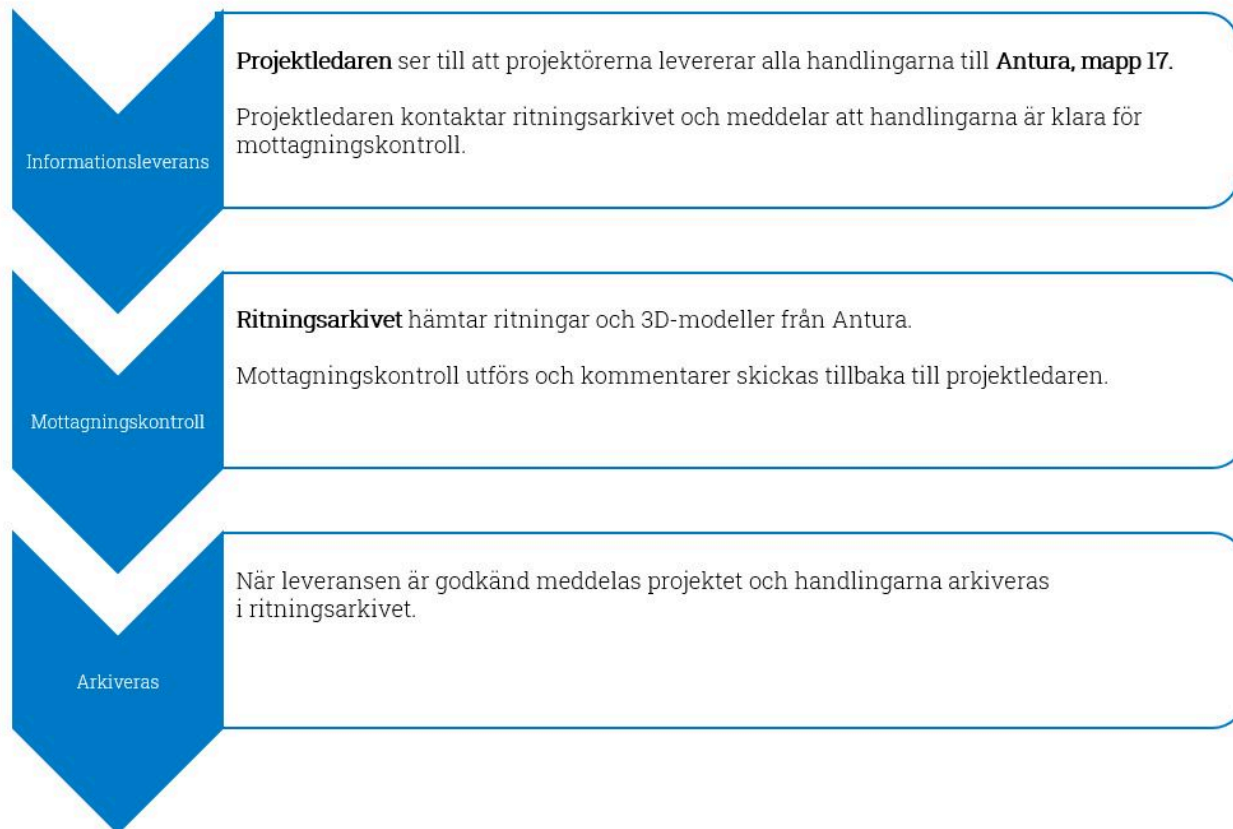 Informationsleverans
Projektledaren ser till att projektörerna levererar alla handlingarna till Antura, mapp 17.
Projektledaren kontaktar ritningsarkivet och meddelar att handlingarna är klara för
mottagningskontroll.
Mottagningskontroll
Ritningsarkivet hämtar ritningar och 3D-modeller från Antura.
Mottagningskontroll utförs och kommentarer skickas tillbaka till projektledaren.
Arkiveras
När leveransen är godkänd meddelas projektet och handlingarna arkiveras
i ritningsarkivet.